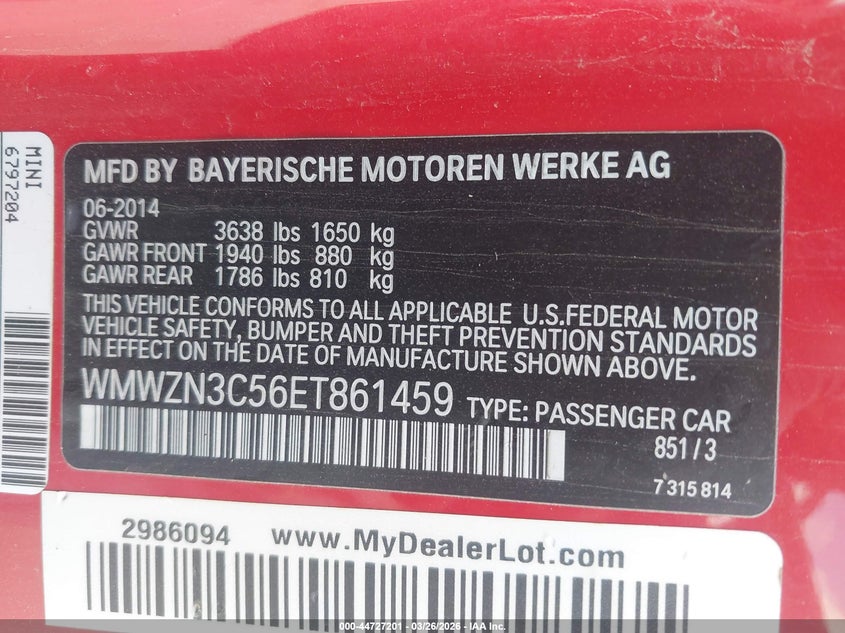 MINI
6797204
MFD BY BAYERISCHE MOTOREN WERKE AG
06-2014
GVWR 3638 lbs 1650 kg
GAWR FRONT 1940 lbs 880 kg
GAWR REAR 1786 lbs 810 kg
THIS VEHICLE CONFORMS TO ALL APPLICABLE U.S.FEDERAL MOTOR
VEHICLE SAFETY, BUMPER AND THEFT PREVENTION STANDARDS
IN EFFECT ON THE DATE OF MANUFACTURE SHOWN ABOVE.
WMWZN3C56ET861459 TYPE: PASSENGER CAR
851/3
7 315 814
2986094 www.MyDealerLot.com
000-44727201 - 03/26/2026 - IAA Inc.